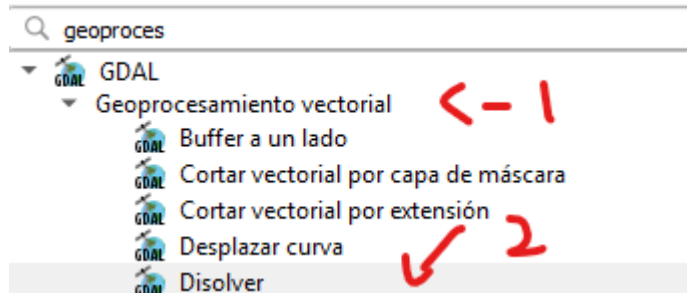 geoproces
GDAL
Geoprocesamiento vectorial <- 1
Buffer a un lado
Cortar vectorial por capa de máscara
Cortar vectorial por extensión
Desplazar curva 2
Disolver